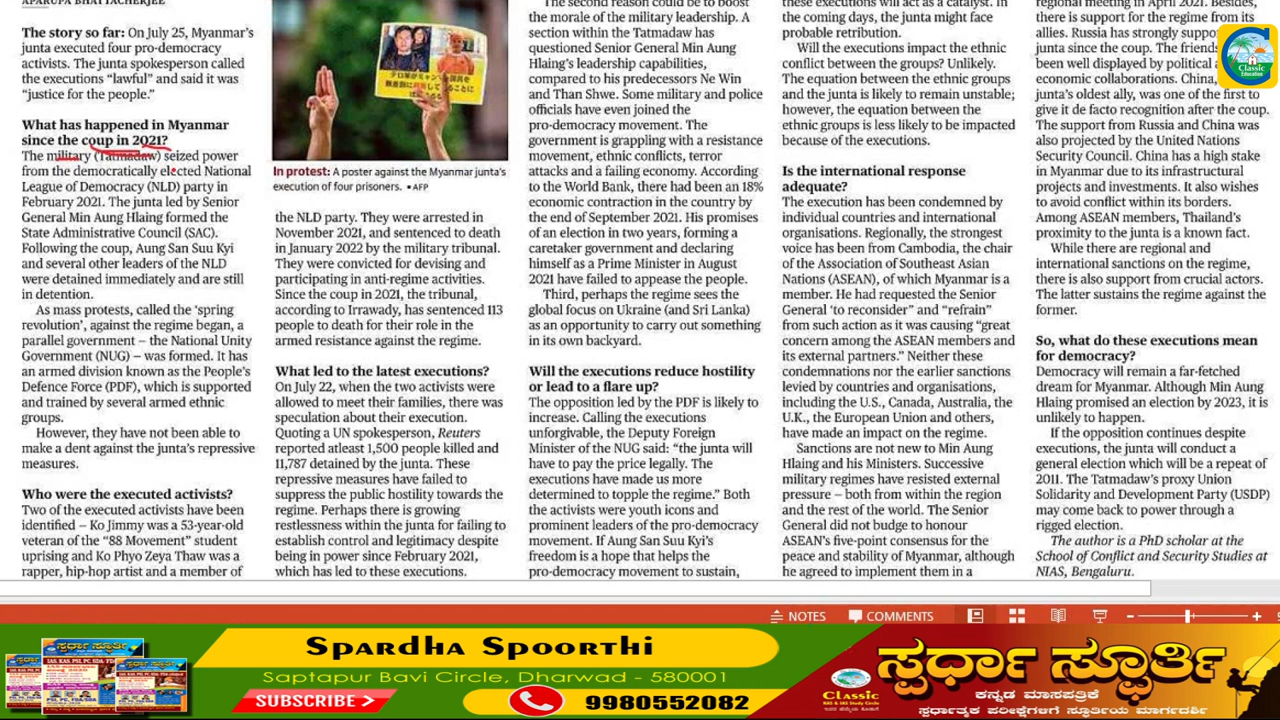 APARUPA BHATTACHERJEE
The story so far: On July 25, Myanmar's
junta executed four pro-democracy
activists. The junta spokesperson called
the executions "lawful" and said it was
"justice for the people."
What has happened in Myanmar
since the coup in 2021?
The military (Tatmadaw) seized power
from the democratically elected National
League of Democracy (NLD) party in
February 2021. The junta led by Senior
General Min Aung Hlaing formed the
State Administrative Council (SAC).
Following the coup, Aung San Suu Kyi
and several other leaders of the NLD
were detained immediately and are still
in detention.
As mass protests, called the 'spring
revolution', against the regime began, a
parallel government – the National Unity
Government (NUG) – was formed. It has
an armed division known as the People's
Defence Force (PDF), which is supported
and trained by several armed ethnic
groups.
However, they have not been able to
make a dent against the junta's repressive
measures.
Who were the executed activists?
Two of the executed activists have been
identified – Ko Jimmy was a 53-year-old
veteran of the "88 Movement" student
uprising and Ko Phyo Zeya Thaw was a
rapper, hip-hop artist and a member of
In protest: A poster against the Myanmar junta's
execution of four prisoners. • AFP
the NLD party. They were arrested in
November 2021, and sentenced to death
in January 2022 by the military tribunal.
They were convicted for devising and
participating in anti-regime activities.
Since the coup in 2021, the tribunal,
according to Irrawady, has sentenced 113
people to death for their role in the
armed resistance against the regime.
What led to the latest executions?
On July 22, when the two activists were
allowed to meet their families, there was
speculation about their execution.
Quoting a UN spokesperson, Reuters
reported atleast 1,500 people killed and
11,787 detained by the junta. These
repressive measures have failed to
suppress the public hostility towards the
regime. Perhaps there is growing
restlessness within the junta for failing to
establish control and legitimacy despite
being in power since February 2021,
which has led to these executions.
The second reason could be to boost
the morale of the military leadership. A
section within the Tatmadaw has
questioned Senior General Min Aung
Hlaing's leadership capabilities,
compared to his predecessors Ne Win
and Than Shwe. Some military and police
officials have even joined the
pro-democracy movement. The
government is grappling with a resistance
movement, ethnic conflicts, terror
attacks and a failing economy. According
to the World Bank, there had been an 18%
economic contraction in the country by
the end of September 2021. His promises
of an election in two years, forming a
caretaker government and declaring
himself as a Prime Minister in August
2021 have failed to appease the people.
Third, perhaps the regime sees the
global focus on Ukraine (and Sri Lanka)
as an opportunity to carry out something
in its own backyard.
Will the executions reduce hostility
or lead to a flare up?
The opposition led by the PDF is likely to
increase. Calling the executions
unforgivable, the Deputy Foreign
Minister of the NUG said: "the junta will
have to pay the price legally. The
executions have made us more
determined to topple the regime." Both
the activists were youth icons and
prominent leaders of the pro-democracy
movement. If Aung San Suu Kyi's
freedom is a hope that helps the
pro-democracy movement to sustain,
these executions will act as a catalyst. In
the coming days, the junta might face
probable retribution.
Will the executions impact the ethnic
conflict between the groups? Unlikely.
The equation between the ethnic groups
and the junta is likely to remain unstable;
however, the equation between the
ethnic groups is less likely to be impacted
because of the executions.
Is the international response
adequate?
The execution has been condemned by
individual countries and international
organisations. Regionally, the strongest
voice has been from Cambodia, the chair
of the Association of Southeast Asian
Nations (ASEAN), of which Myanmar is a
member. He had requested the Senior
General 'to reconsider" and "refrain"
from such action as it was causing "great
concern among the ASEAN members and
its external partners." Neither these
condemnations nor the earlier sanctions
levied by countries and organisations,
including the U.S., Canada, Australia, the
U.K., the European Union and others,
have made an impact on the regime.
Sanctions are not new to Min Aung
Hlaing and his Ministers. Successive
military regimes have resisted external
pressure – both from within the region
and the rest of the world. The Senior
General did not budge to honour
ASEAN's five-point consensus for the
peace and stability of Myanmar, although
he agreed to implement them in a
regional meeting in April 2021. Besides,
there is support for the regime from its
allies. Russia has strongly
junta since the coup. The
been well displayed by political
economic collaborations. China,
junta's oldest ally, was one of the first to
give it de facto recognition after the coup.
The support from Russia and China was
also projected by the United Nations
Security Council. China has a high stake
in Myanmar due to its infrastructural
projects and investments. It also wishes
to avoid conflict within its borders.
Among ASEAN members, Thailand's
proximity to the junta is a known fact.
While there are regional and
international sanctions on the regime,
there is also support from crucial actors.
The latter sustains the regime against the
former.
So, what do these executions mean
for democracy?
Democracy will remain a far-fetched
dream for Myanmar. Although Min Aung
Hlaing promised an election by 2023, it is
unlikely to happen.
If the opposition continues despite
executions, the junta will conduct a
general election which will be a repeat of
2011. The Tatmadaw's proxy Union
Solidarity and Development Party (USDP)
may come back to power through a
rigged election.
The author is a PhD scholar at the
School of Conflict and Security Studies at
NIAS, Bengaluru.
Classic
Education
NOTES
COMMENTS
Spardha Spoorthi
Saptapur Bavi Circle, Dharwad - 580001
SUBSCRIBE
9980552082
Classic
ಸ್ಪರ್ಧಾ ಸ್ಫೂರ್ತಿ
ಕನ್ನಡ ಮಾಸಪತ್ರಿಕೆ
ಸ್ಪರ್ಧಾತ್ಮಕ ಪರೀಕ್ಷೆಗಳಿಗೆ ಸ್ಫೂರ್ತಿಯ ಮಾರ್ಗದರ್ಶಿ